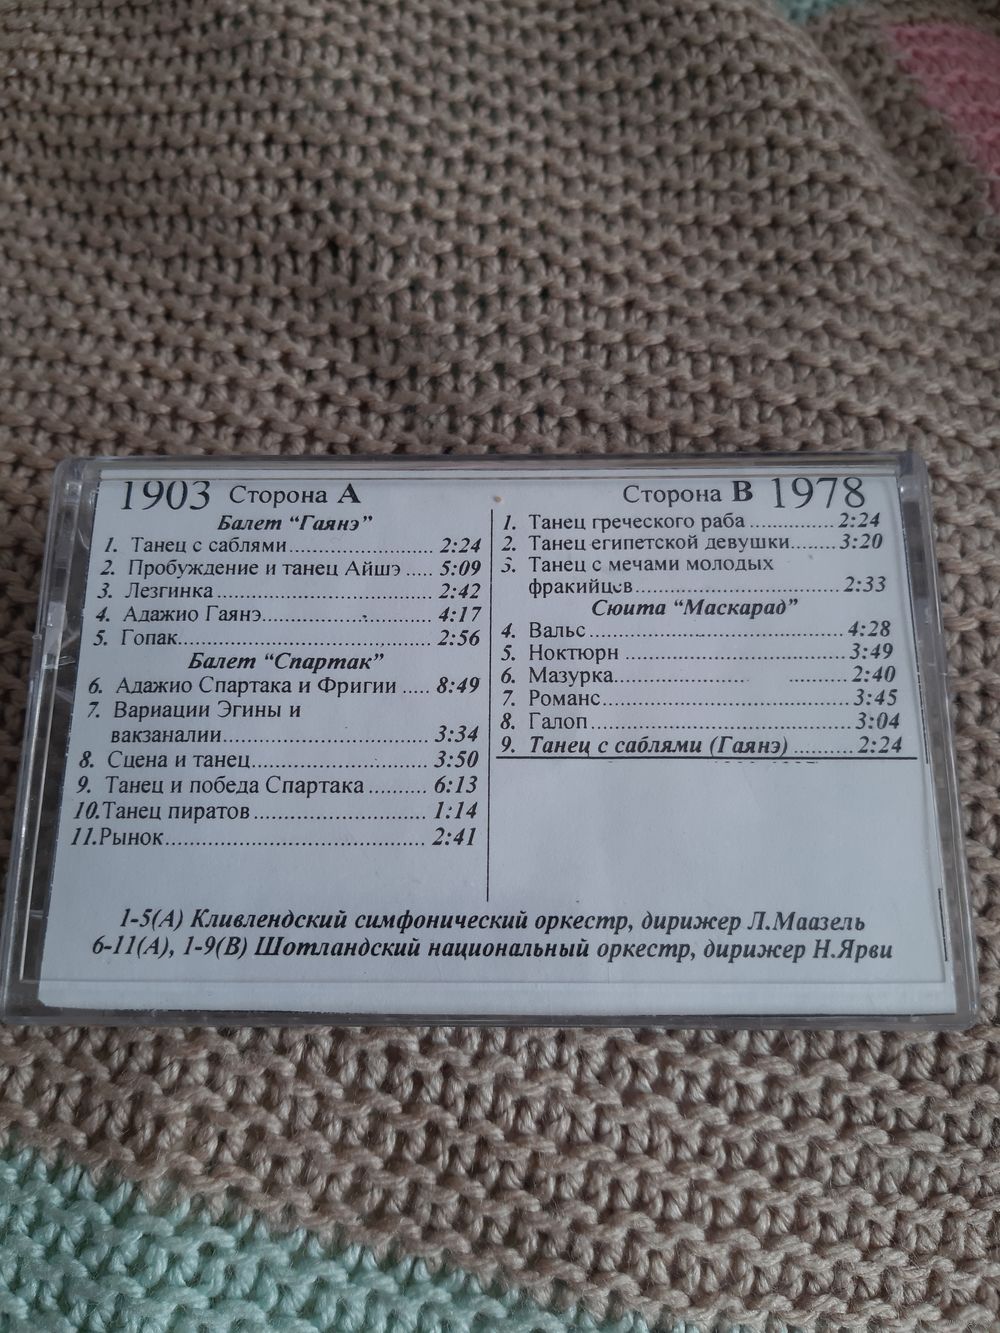 1903 Сторона А
Балет “Гаянэ”
1. Танец с саблями.................. 2:24
2. Пробуждение и танец Айшэ ..... 5:09
3. Лезгинка ............................ 2:42
4. Адажио Гаянэ...................... 4:17
5. Гопак................................. 2:56
Балет “Спартак”
6. Адажио Спартака и Фригии ..... 8:49
7. Вариации Эгины и
вакзаналии......................... 3:34
8. Сцена и танец...................... 3:50
9. Танец и победа Спартака .......... 6:13
10.Танец пиратов ...................... 1:14
11.Рынок................................. 2:41
Сторона В 1978
1. Танец греческого раба ............ 2:24
2. Танец египетской девушки....... 3:20
3. Танец с мечами молодых
фракийцев......................... 2:33
Сюита “Маскарад”
4. Вальс ................................ 4:28
5. Ноктюрн ............................ 3:49
6. Мазурка............ ......... 2:40
7. Романс............................... 3:45
8. Галоп ................................ 3:04
9. Танец с саблями (Гаянэ) .......... 2:24
1-5(А) Кливлендский симфонический оркестр, дирижер Л.Маазель
6-11(А), 1-9(В) Шотландский национальный оркестр, дирижер Н.Ярви